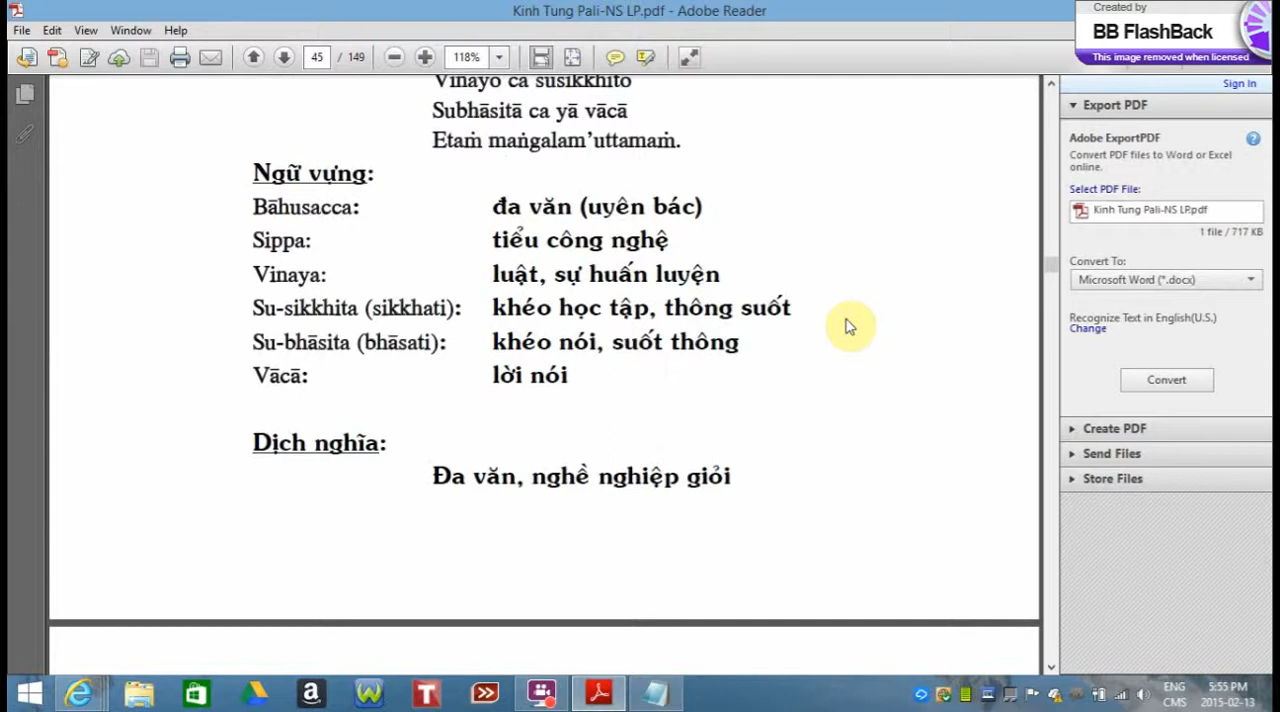 Kinh Tung Pali-NS LP.pdf - Adobe Reader
Created by
BB FlashBack
This image removed when licensed
File Edit View Window Help
45 / 149
118%
Sign In
Vinayo ca susikkhito
Subhāsitā ca yā vācā
Etaṁ maṅgalam’uttamaṁ.
Ngữ vựng:
Bāhusacca: đa văn (uyên bác)
Sippa: tiểu công nghệ
Vinaya: luật, sự huấn luyện
Su-sikkhita (sikkhati): khéo học tập, thông suốt
Su-bhāsita (bhāsati): khéo nói, suốt thông
Vācā: lời nói
Dịch nghĩa:
Đa văn, nghề nghiệp giỏi
Export PDF
Adobe ExportPDF
Convert PDF files to Word or Excel
online.
Select PDF File:
Kinh Tung Pali-NS LP.pdf
1 file / 717 KB
Convert To:
Microsoft Word (*.docx)
Recognize Text in English(U.S.)
Change
Convert
Create PDF
Send Files
Store Files
ENG
CMS
5:55 PM
2015-02-13